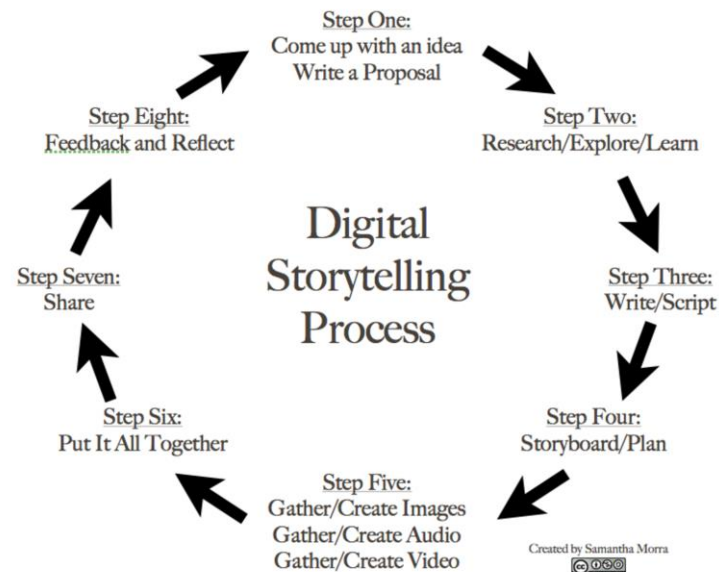 Step One:
Come up with an idea
Write a Proposal
Step Two:
Research/Explore/Learn
Step Three:
Write/Script
Step Four:
Storyboard/Plan
Step Five:
Gather/Create Images
Gather/Create Audio
Gather/Create Video
Step Six:
Put It All Together
Step Seven:
Share
Step Eight:
Feedback and Reflect
Digital
Storytelling
Process
Created by Samantha Morra